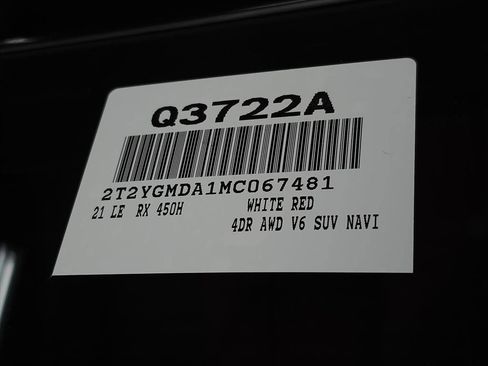 Q3722A
2T2YGMDA1MC067481
21 LE RX 450H WHITE RED
4DR AWD V6 SUV NAVI